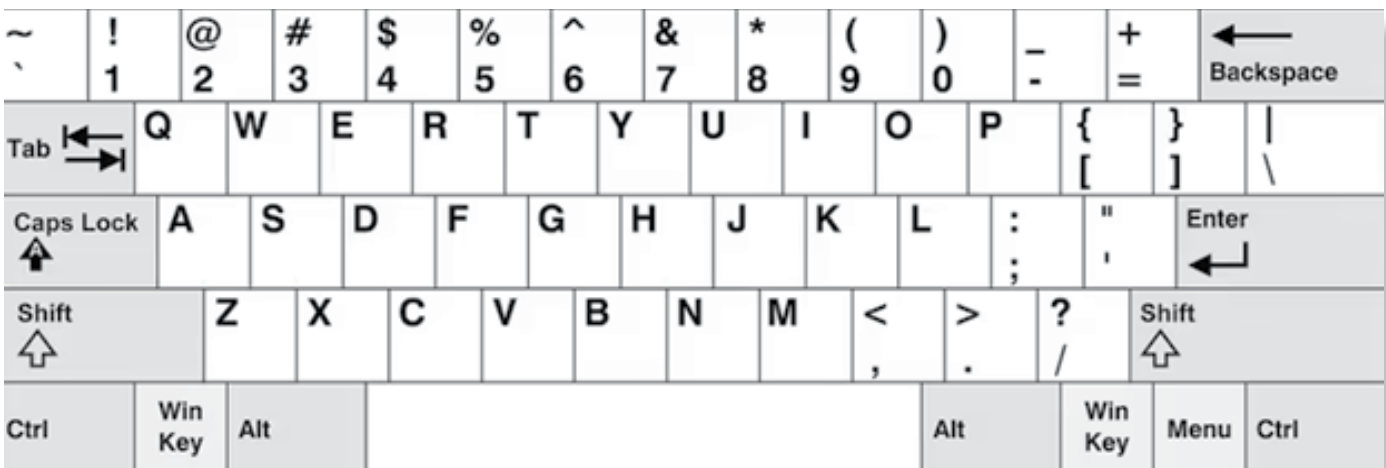 ~ ! @ # $ % ^ & * ( ) _ +
` 1 2 3 4 5 6 7 8 9 0 - = Backspace
Tab Q W E R T Y U I O P { } |
[ ] \
Caps Lock A S D F G H J K L : " Enter
; '
Shift Z X C V B N M < > ? Shift
, . /
Ctrl Win Key Alt Alt Win Key Menu Ctrl